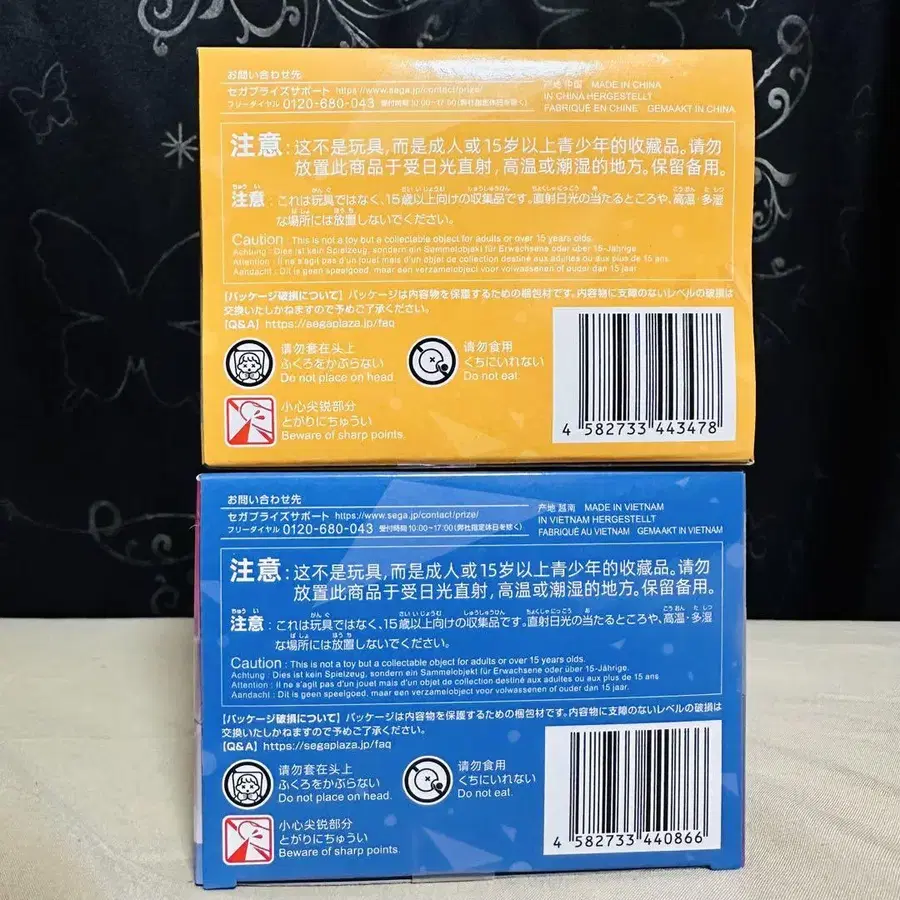 お問い合わせ先
セガプライズサポート https://www.sega.jp/contact/prize/
フリーダイヤル 0120-680-043 受付時間 10:00~17:00(弊社指定休日を除く)
产地 中国 MADE IN CHINA
IN CHINA HERGESTELLT
FABRIQUÉ EN CHINE GEMAAKT IN CHINA
注意：这不是玩具，而是成人或15岁以上青少年的收藏品。请勿
放置此商品于受日光直射，高温或潮湿的地方。保留备用。
注意：これは玩具ではなく、15歳以上向けの収集品です。直射日光の当たるところや、高温・多湿
な場所には放置しないでください。
Caution : This is not a toy but a collectable object for adults or over 15 years olds.
Achtung : Dies ist kein Spielzeug, sondern ein Sammelobjekt für Erwachsene oder über 15-Jährige.
Attention : Il ne s'agit pas d'un jouet mais d'un objet de collection destiné aux adultes ou aux plus de 15 ans.
Aandacht : Dit is geen speelgoed, maar een verzamelobject voor volwassenen of ouder dan 15 jaar.
【パッケージ破損について】パッケージは内容物を保護するための梱包材です。内容物に支障のないレベルの破損は
交換いたしかねますので予めご了承ください。
【Q&A】https://segaplaza.jp/faq
请勿套在头上
ふくろをかぶらない
Do not place on head.
请勿食用
くちにいれない
Do not eat.
小心尖锐部分
とがりにちゅうい
Beware of sharp points.
4 582733 443478
お問い合わせ先
セガプライズサポート https://www.sega.jp/contact/prize/
フリーダイヤル 0120-680-043 受付時間 10:00~17:00(弊社指定休日を除く)
产地 越南 MADE IN VIETNAM
IN VIETNAM HERGESTELLT
FABRIQUÉ AU VIETNAM GEMAAKT IN VIETNAM
注意：这不是玩具，而是成人或15岁以上青少年的收藏品。请勿
放置此商品于受日光直射，高温或潮湿的地方。保留备用。
注意：これは玩具ではなく、15歳以上向けの収集品です。直射日光の当たるところや、高温・多湿
な場所には放置しないでください。
Caution : This is not a toy but a collectable object for adults or over 15 years olds.
Achtung : Dies ist kein Spielzeug, sondern ein Sammelobjekt für Erwachsene oder über 15-Jährige.
Attention : Il ne s'agit pas d'un jouet mais d'un objet de collection destiné aux adultes ou aux plus de 15 ans
Aandacht : Dit is geen speelgoed, maar een verzamelobject voor volwassenen of ouder dan 15 jaar.
【パッケージ破損について】パッケージは内容物を保護するための梱包材です。内容物に支障のないレベルの破損は
交換いたしかねますので予めご了承ください。
【Q&A】https://segaplaza.jp/faq
请勿套在头上
ふくろをかぶらない
Do not place on head.
请勿食用
くちにいれない
Do not eat.
小心尖锐部分
とがりにちゅうい
Beware of sharp points.
4 582733 440866